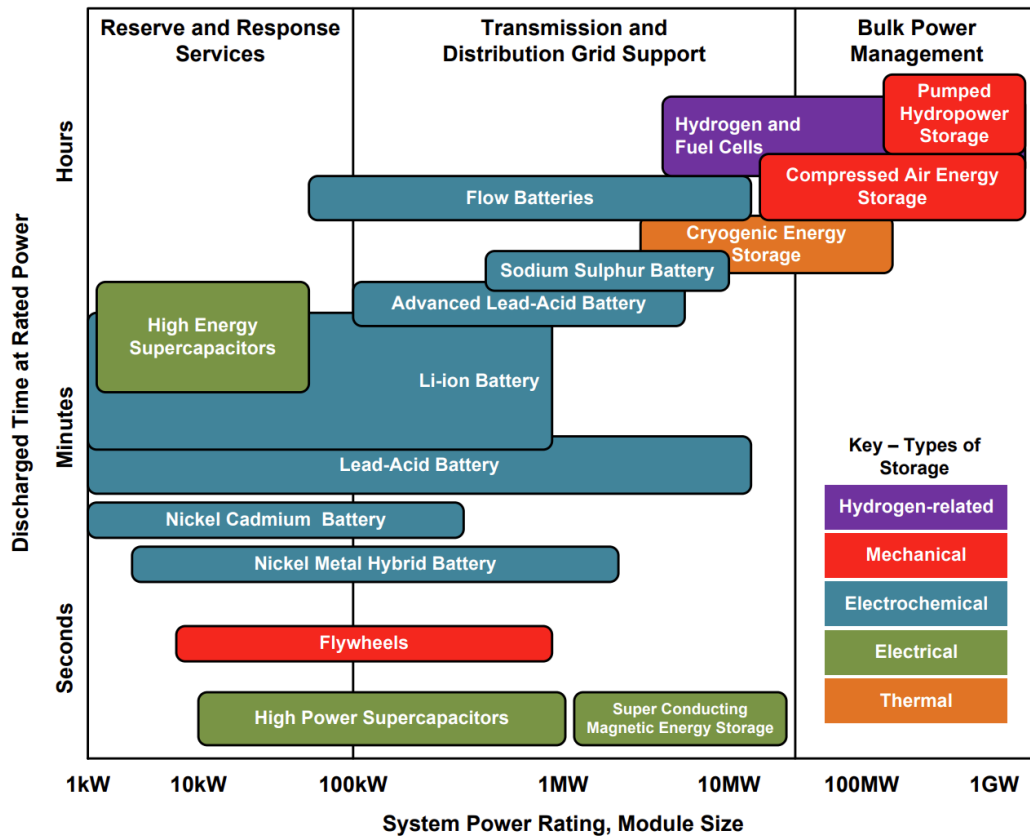 Reserve and Response
Services
Transmission and
Distribution Grid Support
Bulk Power
Management
Discharged Time at Rated Power
Hours
Minutes
Seconds
Pumped
Hydropower
Storage
Hydrogen and
Fuel Cells
Compressed Air Energy
Storage
Flow Batteries
Cryogenic Energy
Storage
Sodium Sulphur Battery
Advanced Lead-Acid Battery
High Energy
Supercapacitors
Li-ion Battery
Lead-Acid Battery
Nickel Cadmium Battery
Nickel Metal Hybrid Battery
Flywheels
High Power Supercapacitors
Super Conducting
Magnetic Energy Storage
Key – Types of
Storage
Hydrogen-related
Mechanical
Electrochemical
Electrical
Thermal
1kW 10kW 100kW 1MW 10MW 100MW 1GW
System Power Rating, Module Size